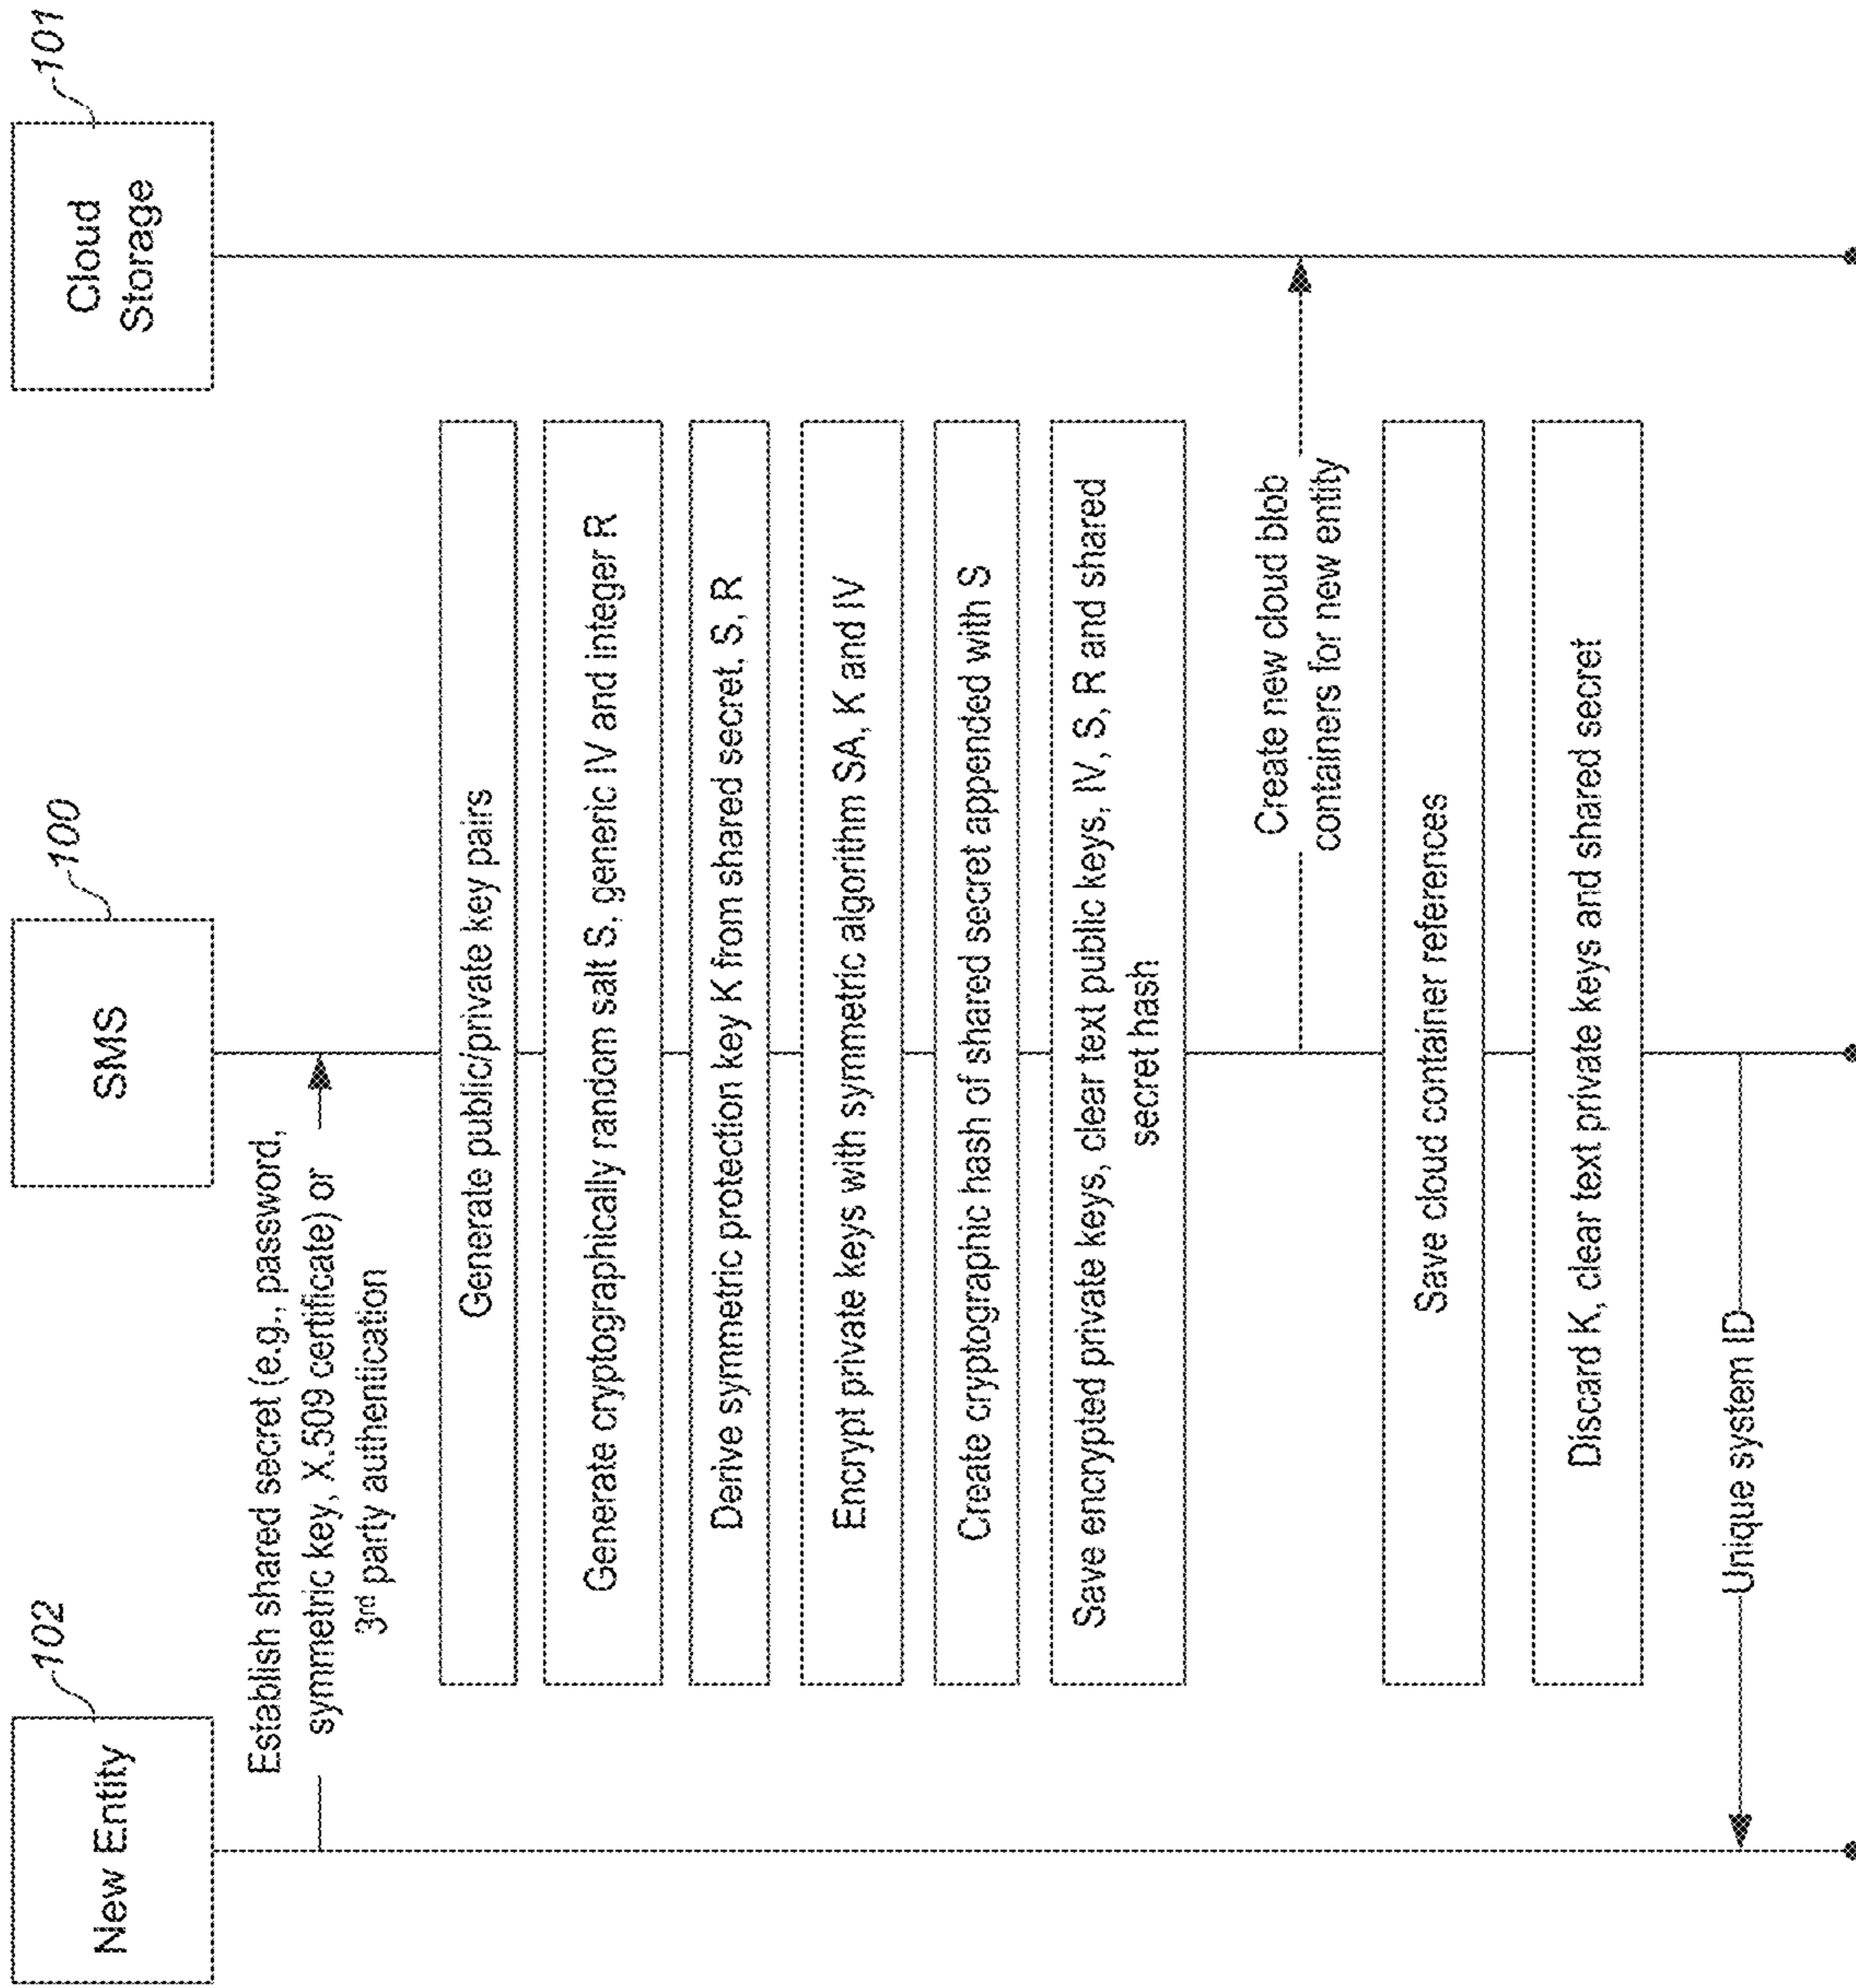 New Entity
102
SMS
100
Cloud
Storage
101
Establish shared secret (e.g., password,
symmetric key, X.509 certificate) or
3rd party authentication
Generate public/private key pairs
Generate cryptographically random salt S, generic IV and integer R
Derive symmetric protection key K from shared secret, S, R
Encrypt private keys with symmetric algorithm SA, K and IV
Create cryptographic hash of shared secret appended with S
Save encrypted private keys, clear text public keys, IV, S, R and shared
secret hash
Create new cloud blob
containers for new entity
Save cloud container references
Discard K, clear text private keys and shared secret
Unique system ID